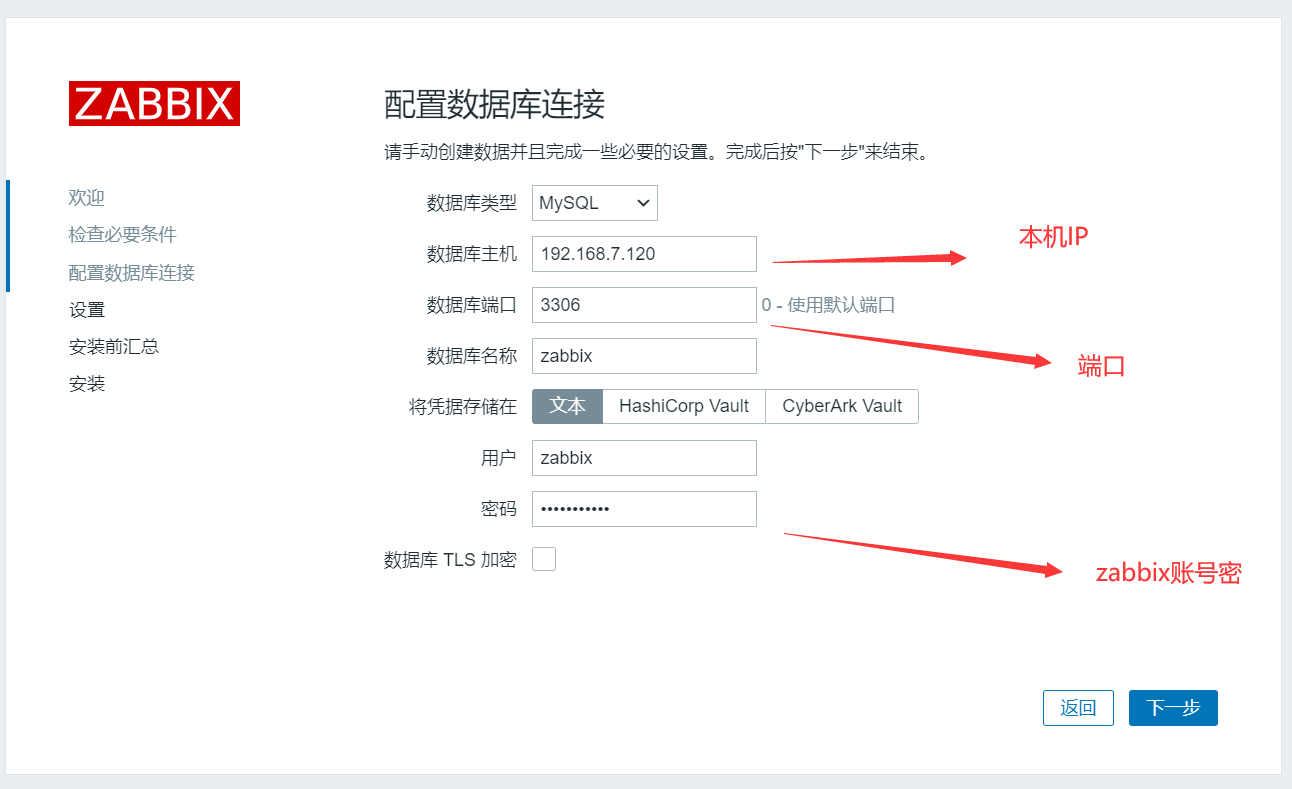 ZABBIX
欢迎
检查必要条件
配置数据库连接
设置
安装前汇总
安装
配置数据库连接
请手动创建数据并且完成一些必要的设置。完成后按"下一步"来结束。
数据库类型 MySQL
数据库主机 192.168.7.120
本机IP
数据库端口 3306 0 - 使用默认端口
端口
数据库名称 zabbix
将凭据存储在 文本 HashiCorp Vault CyberArk Vault
用户 zabbix
密码 •••••••••••
数据库 TLS 加密
zabbix账号密
返回 下一步